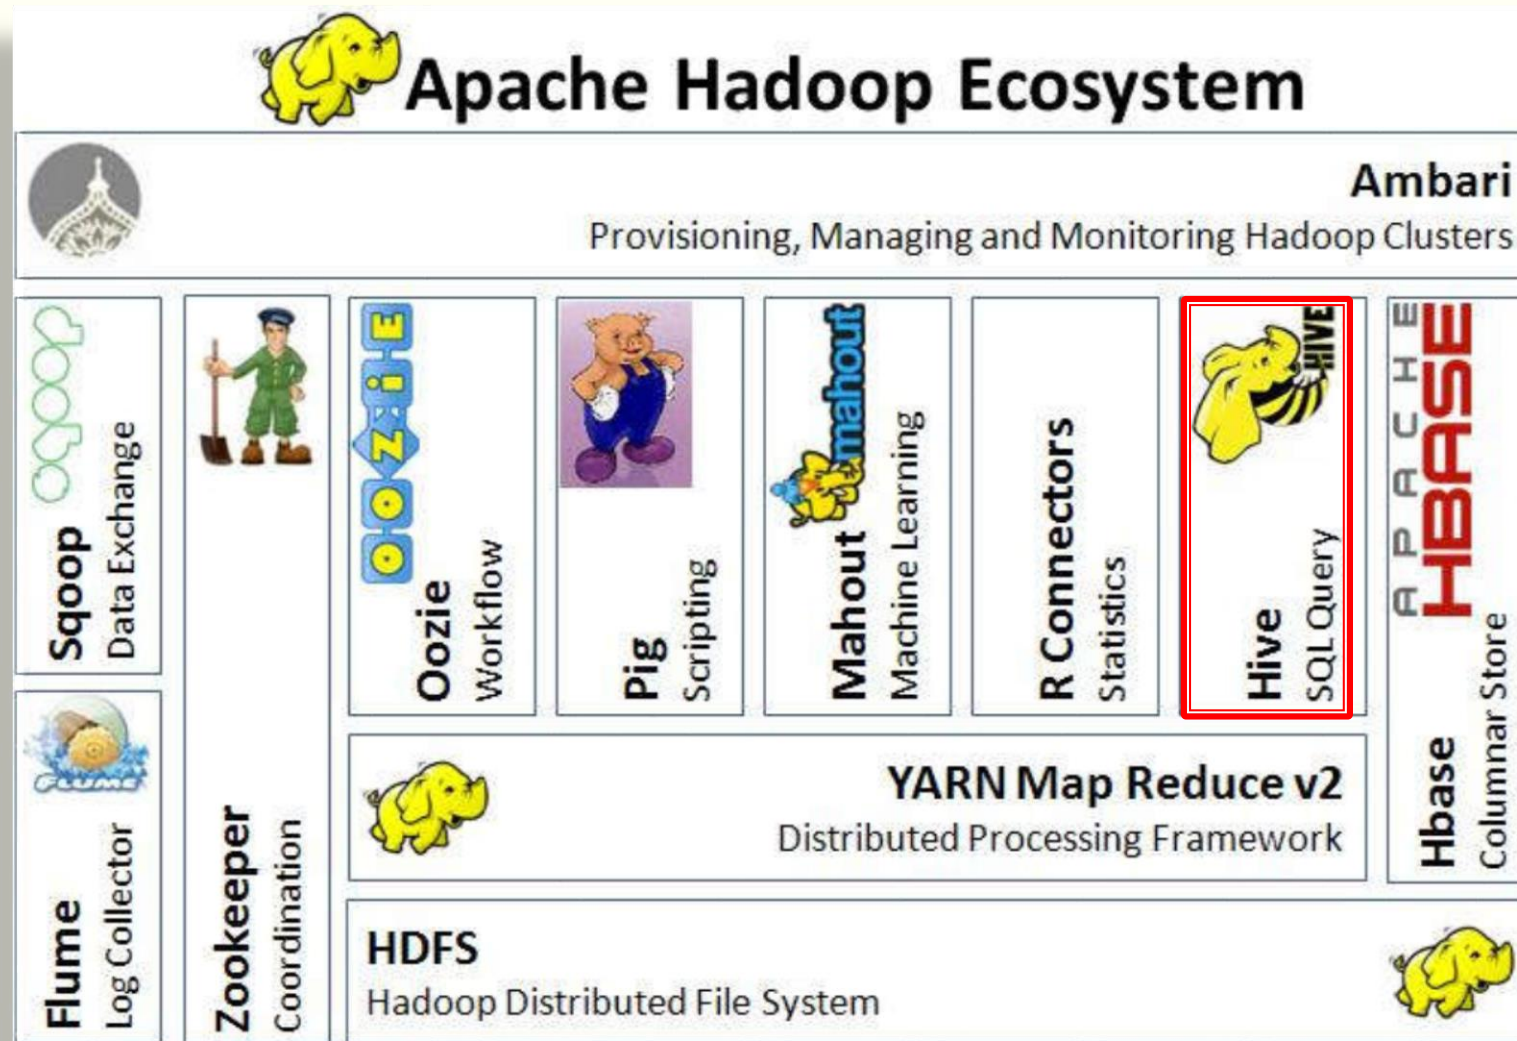 Apache Hadoop Ecosystem
Ambari
Provisioning, Managing and Monitoring Hadoop Clusters
sqoop
Sqoop
Data Exchange
FLUME
Flume
Log Collector
Zookeeper
Coordination
OOZiE
Oozie
Workflow
Pig
Scripting
mahout
Mahout
Machine Learning
R Connectors
Statistics
HIVE
Hive
SQL Query
APACHE
HBASE
Hbase
Columnar Store
YARN Map Reduce v2
Distributed Processing Framework
HDFS
Hadoop Distributed File System